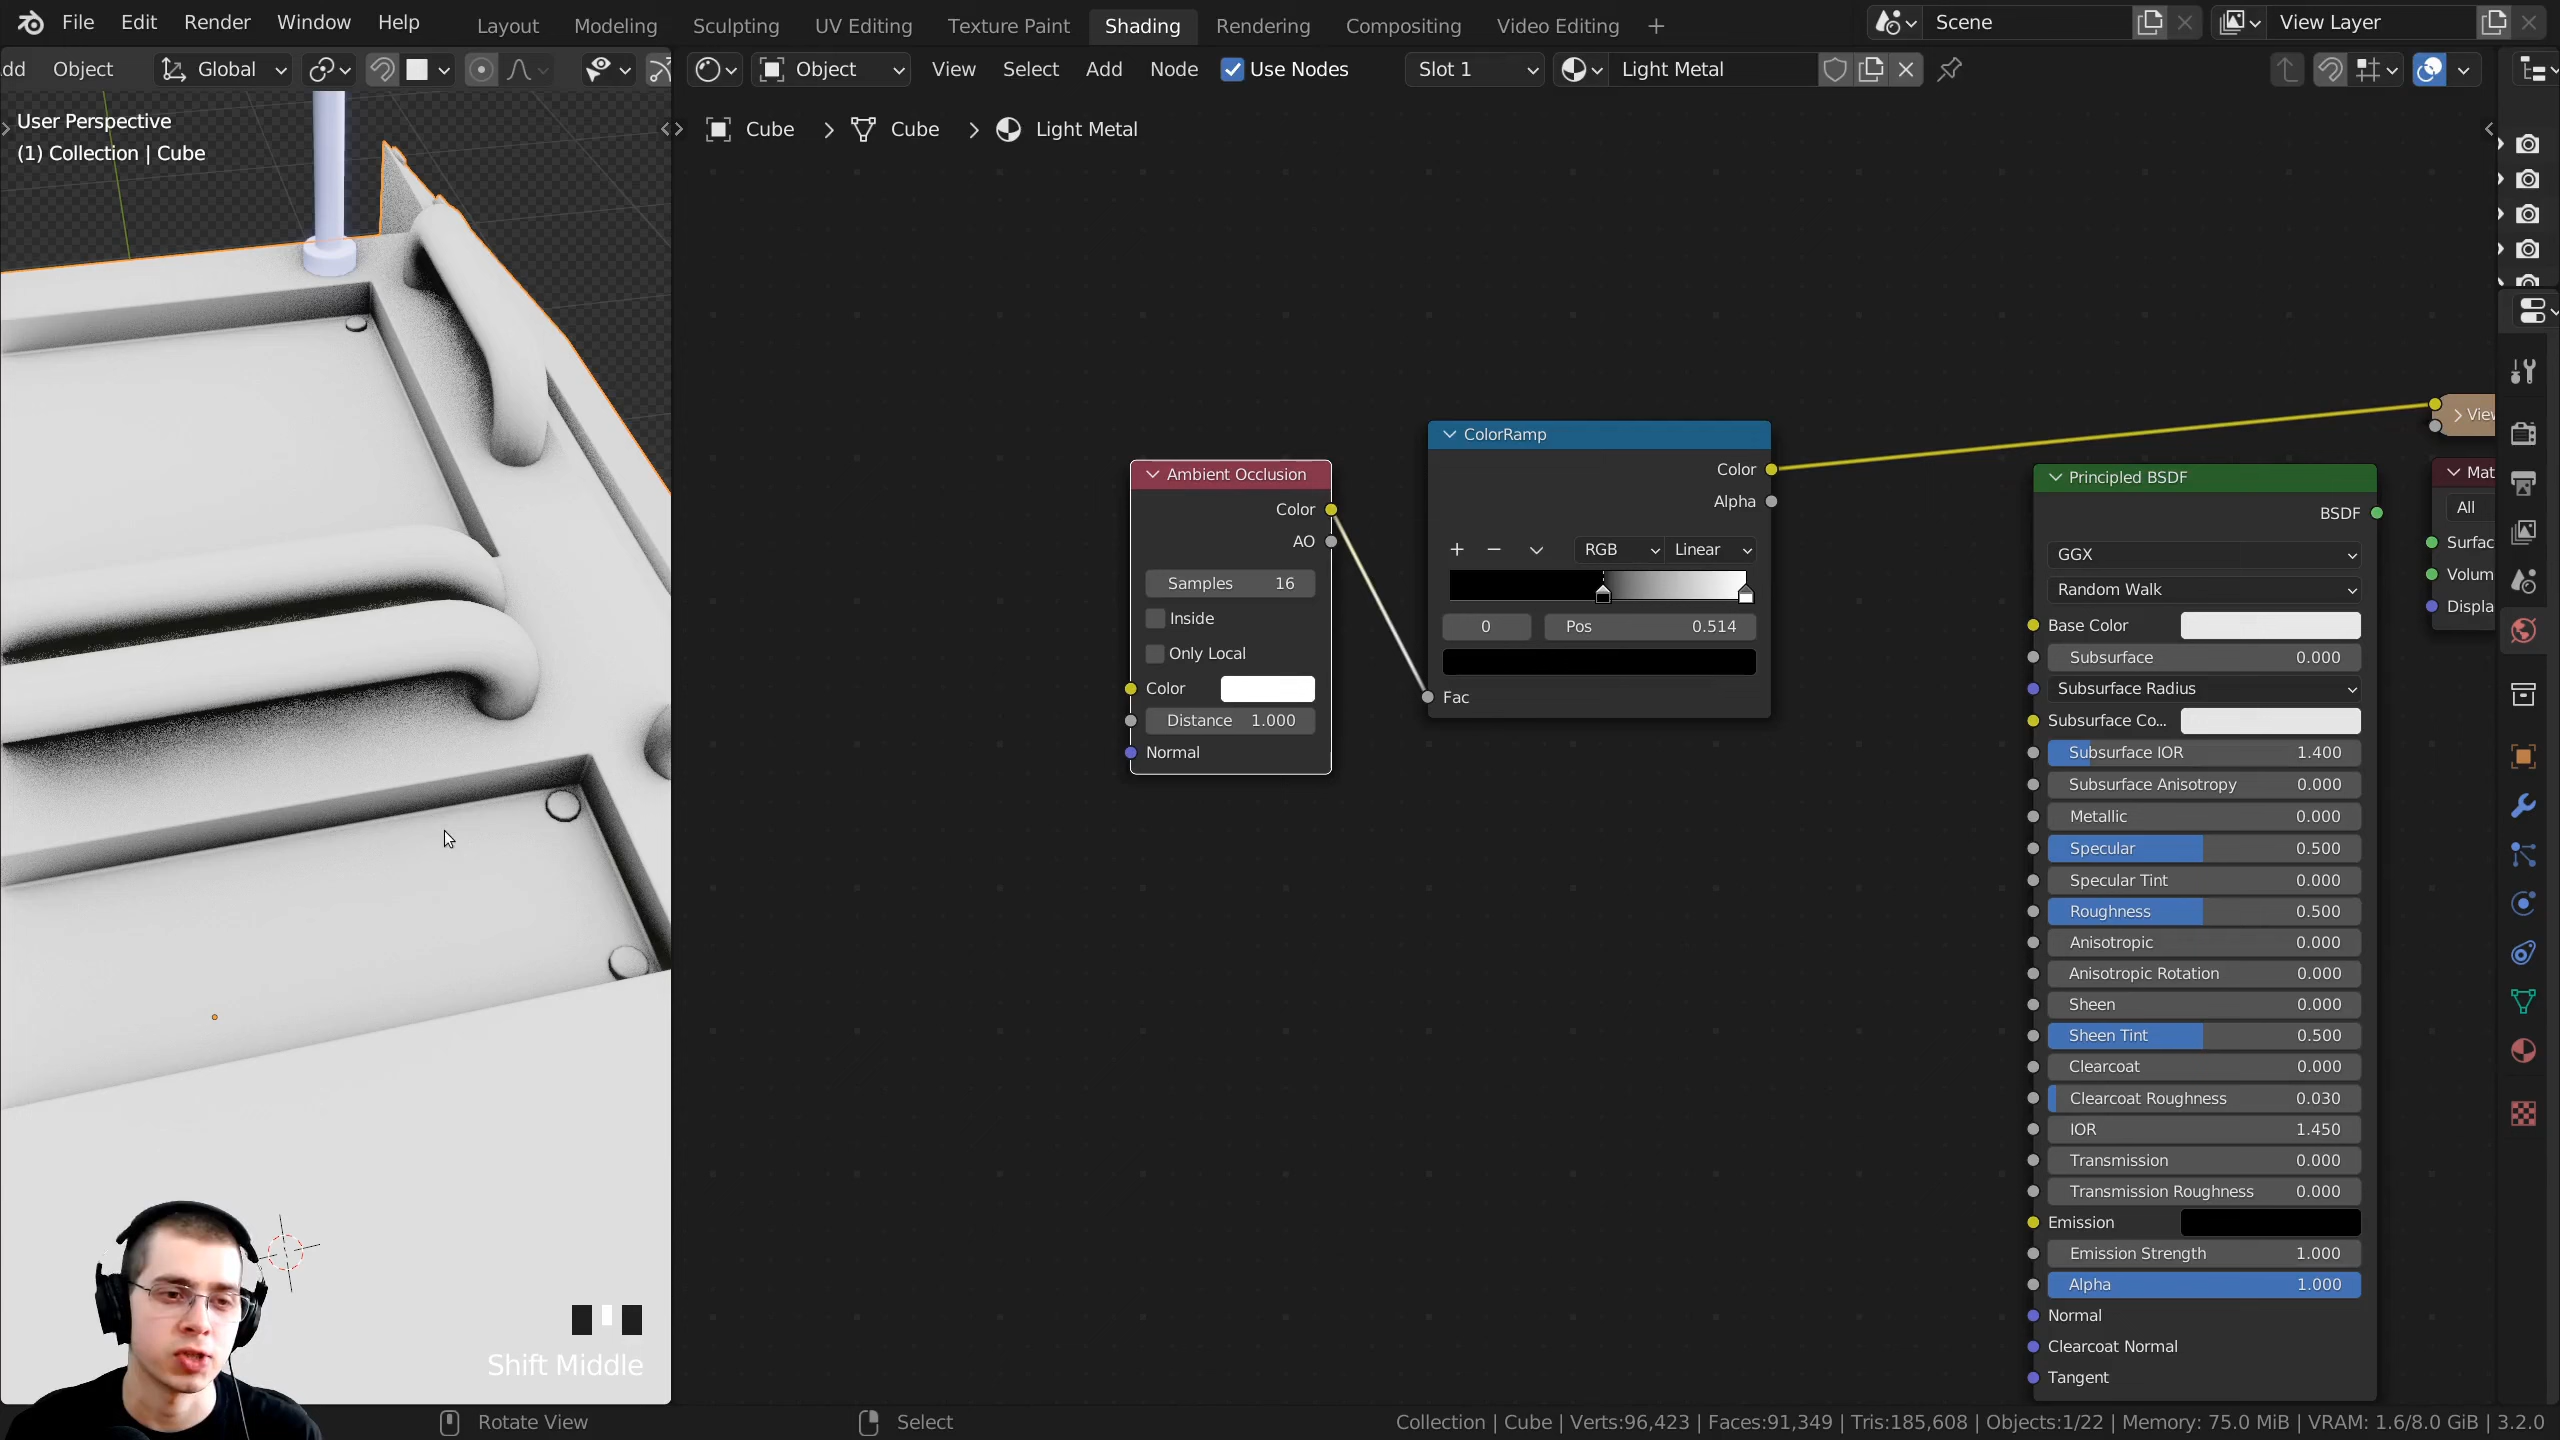 File Edit Render Window Help Layout Modeling Sculpting UV Editing Texture Paint Shading Rendering Compositing Video Editing + Scene View Layer
dd Object Global Object View Select Add Node Use Nodes Slot 1 Light Metal
User Perspective
(1) Collection | Cube
Cube > Cube > Light Metal
Ambient Occlusion
Color
AO
Samples 16
Inside
Only Local
Color
Distance 1.000
Normal
ColorRamp
Color
Alpha
+ − RGB Linear
0 Pos 0.514
Fac
Principled BSDF
BSDF
GGX
Random Walk
Base Color
Subsurface 0.000
Subsurface Radius
Subsurface Co...
Subsurface IOR 1.400
Subsurface Anisotropy 0.000
Metallic 0.000
Specular 0.500
Specular Tint 0.000
Roughness 0.500
Anisotropic 0.000
Anisotropic Rotation 0.000
Sheen 0.000
Sheen Tint 0.500
Clearcoat 0.000
Clearcoat Roughness 0.030
IOR 1.450
Transmission 0.000
Transmission Roughness 0.000
Emission
Emission Strength 1.000
Alpha 1.000
Normal
Clearcoat Normal
Tangent
View
Mat
All
Surfac
Volum
Displa
Shift Middle
Rotate View Select Collection | Cube | Verts:96,423 | Faces:91,349 | Tris:185,608 | Objects:1/22 | Memory: 75.0 MiB | VRAM: 1.6/8.0 GiB | 3.2.0